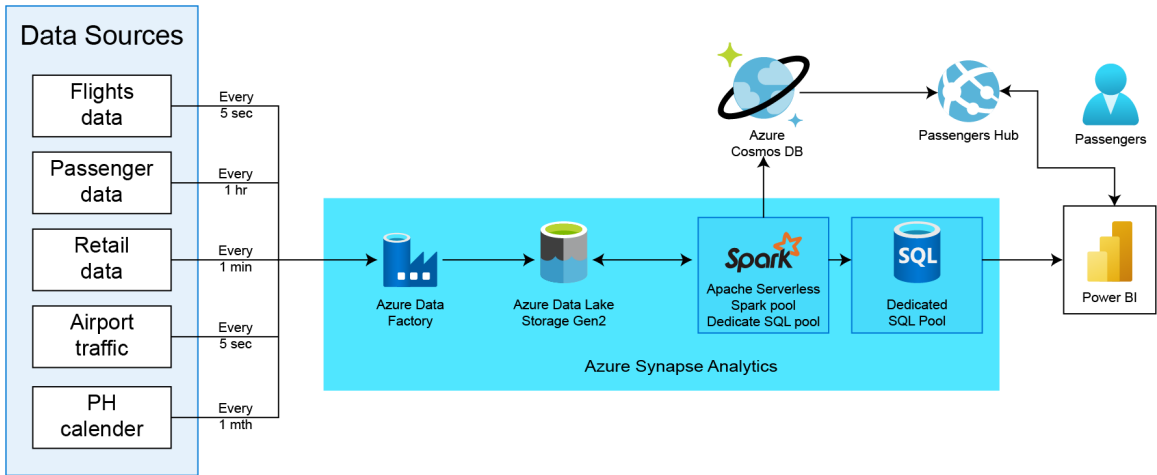 Data Sources
Flights
data
Every
5 sec
Passenger
data
Every
1 hr
Retail
data
Every
1 min
Airport
traffic
Every
5 sec
PH
calender
Every
1 mth
Azure Data
Factory
Azure Data Lake
Storage Gen2
Spark
Apache Serverless
Spark pool
Dedicate SQL pool
SQL
Dedicated
SQL Pool
Azure Synapse Analytics
Azure
Cosmos DB
Passengers Hub
Passengers
Power BI